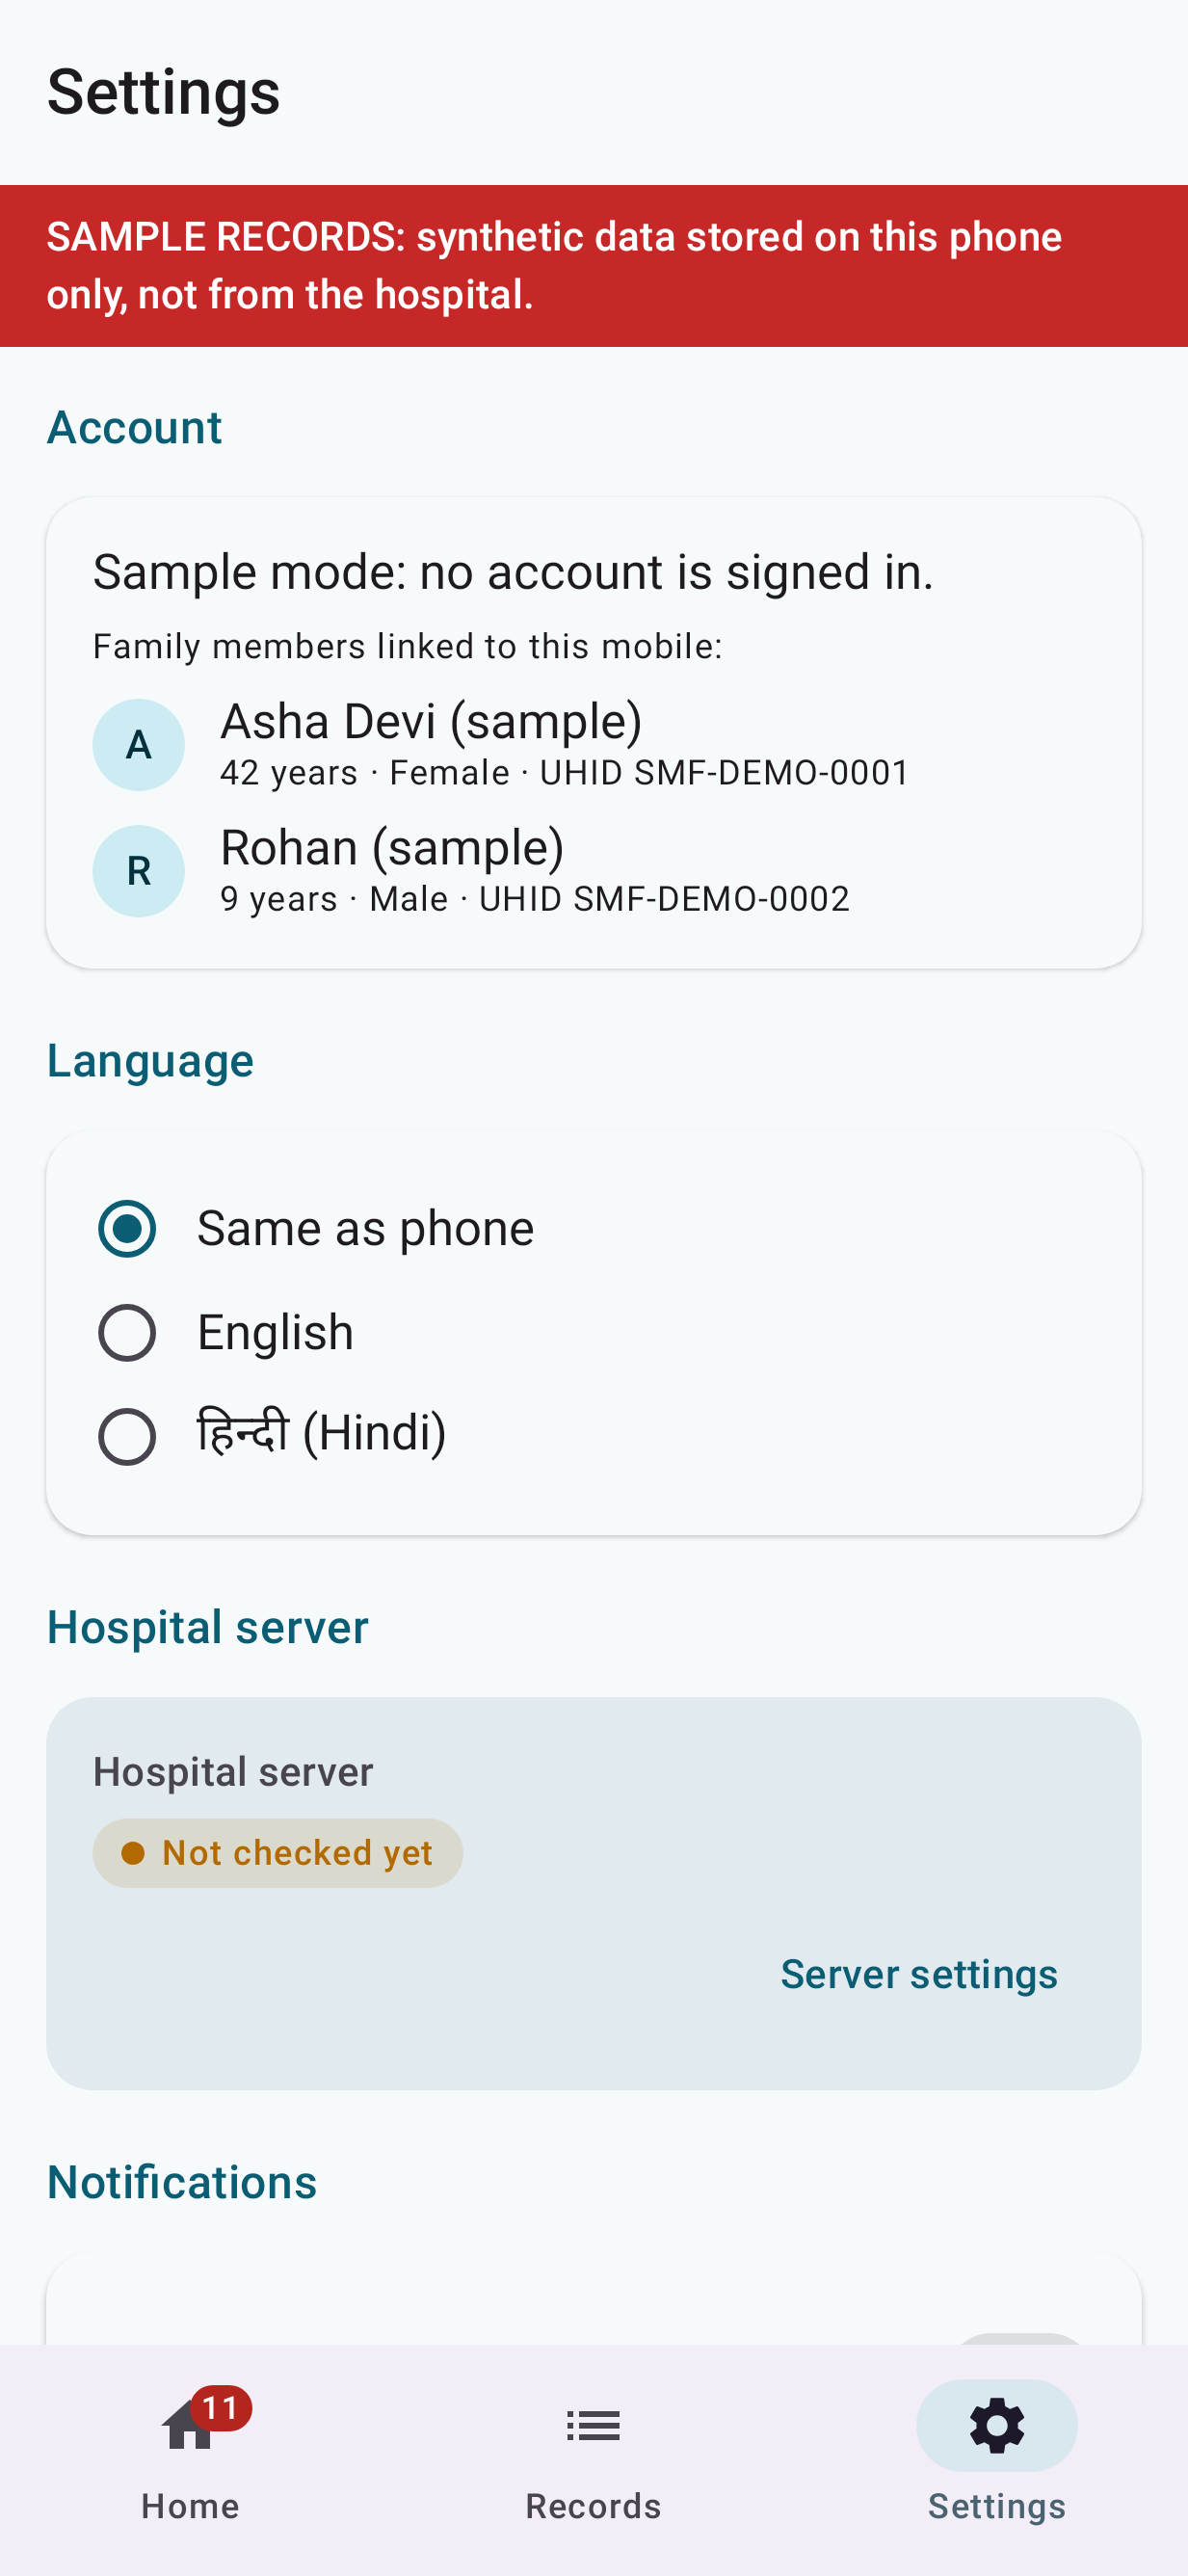 Settings
SAMPLE RECORDS: synthetic data stored on this phone
only, not from the hospital.
Account
Sample mode: no account is signed in.
Family members linked to this mobile:
A
Asha Devi (sample)
42 years · Female · UHID SMF-DEMO-0001
R
Rohan (sample)
9 years · Male · UHID SMF-DEMO-0002
Language
Same as phone
English
हिन्दी (Hindi)
Hospital server
Hospital server
Not checked yet
Server settings
Notifications
11
Home
Records
Settings